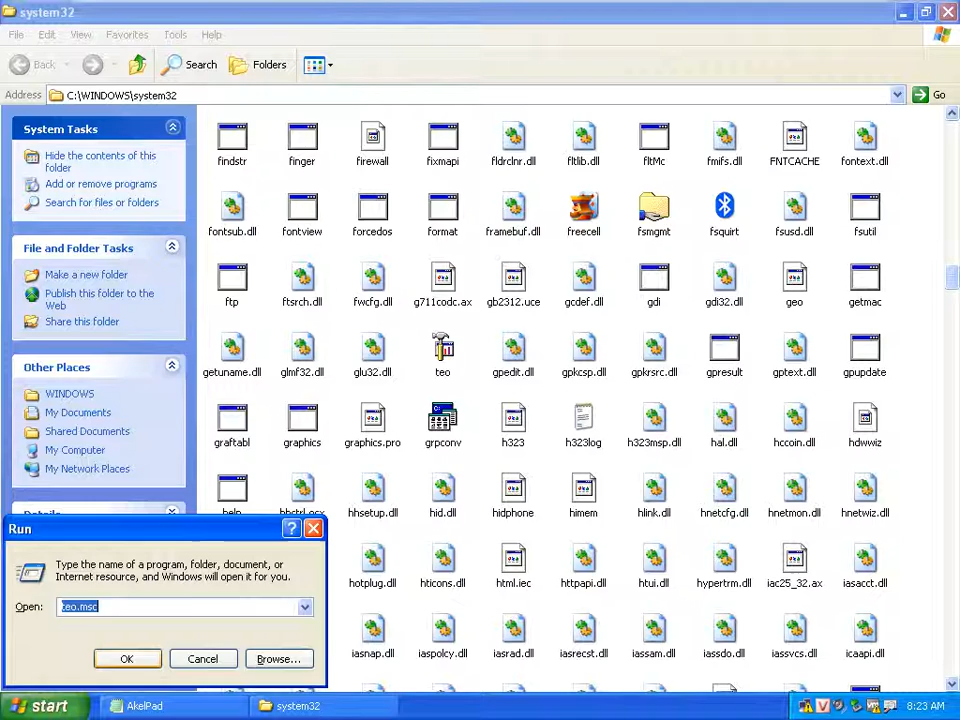 system32
File Edit View Favorites Tools Help
Back Search Folders
Address C:\WINDOWS\system32 Go
System Tasks
Hide the contents of this
folder
Add or remove programs
Search for files or folders
File and Folder Tasks
Make a new folder
Publish this folder to the
Web
Share this folder
Other Places
WINDOWS
My Documents
Shared Documents
My Computer
My Network Places
Details
findstr finger firewall fixmapi fldrclnr.dll fltlib.dll fltMc fmifs.dll FNTCACHE fontext.dll
fontsub.dll fontview forcedos format framebuf.dll freecell fsmgmt fsquirt fsusd.dll fsutil
ftp ftsrch.dll fwcfg.dll g711codc.ax gb2312.uce gcdef.dll gdi gdi32.dll geo getmac
getuname.dll glmf32.dll glu32.dll teo gpedit.dll gpkcsp.dll gpkrsrc.dll gpresult gptext.dll gpupdate
graftabl graphics graphics.pro grpconv h323 h323log h323msp.dll hal.dll hccoin.dll hdwwiz
help hhctrl.ocx hhsetup.dll hid.dll hidphone himem hlink.dll hnetcfg.dll hnetmon.dll hnetwiz.dll
hotplug.dll hticons.dll html.iec httpapi.dll htui.dll hypertrm.dll iac25_32.ax iasacct.dll
iasnap.dll iaspolcy.dll iasrad.dll iasrecst.dll iassam.dll iassdo.dll iassvcs.dll icaapi.dll
Run
Type the name of a program, folder, document, or
Internet resource, and Windows will open it for you.
Open: teo.msc
OK Cancel Browse...
start AkelPad system32 8:23 AM